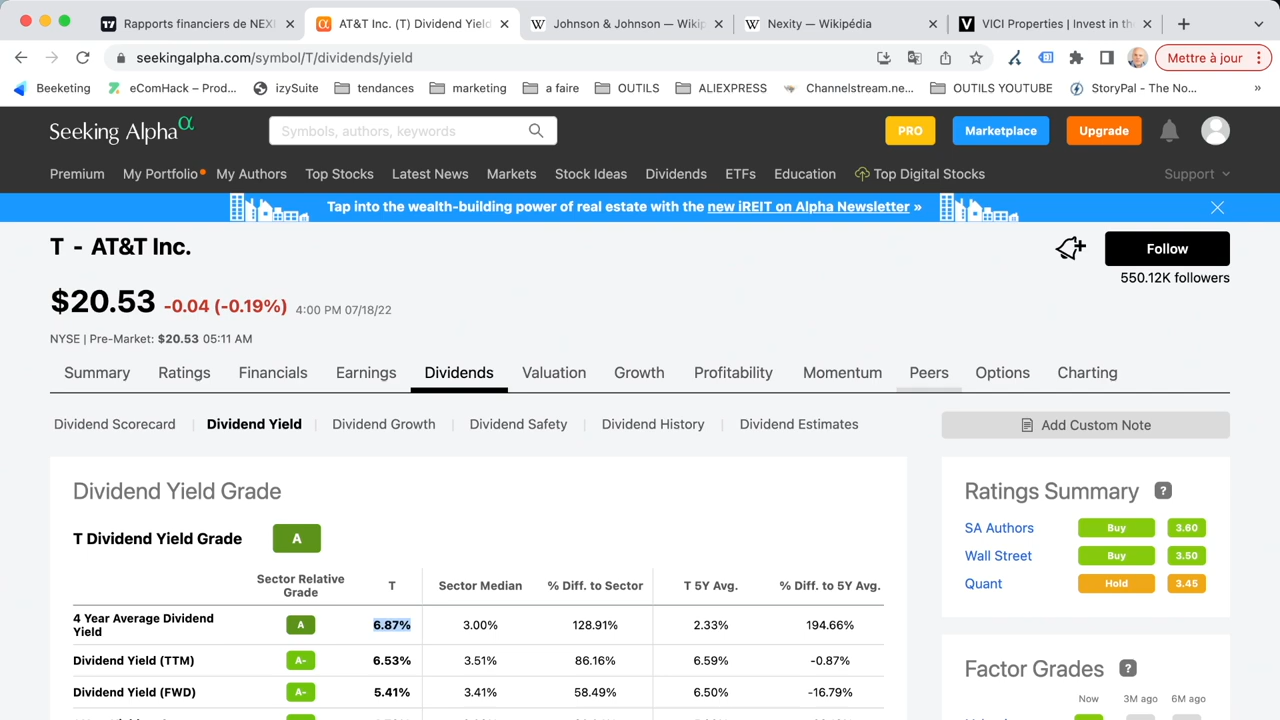 Rapports financiers de NEXI
AT&T Inc. (T) Dividend Yield
Johnson & Johnson — Wikip
Nexity — Wikipédia
VICI Properties | Invest in the
seekingalpha.com/symbol/T/dividends/yield
Mettre à jour
Beeketing
eComHack – Prod...
izySuite
tendances
marketing
a faire
OUTILS
ALIEXPRESS
Channelstream.ne...
OUTILS YOUTUBE
StoryPal - The No...
»
Seeking Alpha α
Symbols, authors, keywords
PRO
Marketplace
Upgrade
Premium
My Portfolio
My Authors
Top Stocks
Latest News
Markets
Stock Ideas
Dividends
ETFs
Education
Top Digital Stocks
Support
Tap into the wealth-building power of real estate with the new iREIT on Alpha Newsletter »
T - AT&T Inc.
Follow
550.12K followers
$20.53 -0.04 (-0.19%) 4:00 PM 07/18/22
NYSE | Pre-Market: $20.53 05:11 AM
Summary
Ratings
Financials
Earnings
Dividends
Valuation
Growth
Profitability
Momentum
Peers
Options
Charting
Dividend Scorecard
Dividend Yield
Dividend Growth
Dividend Safety
Dividend History
Dividend Estimates
Add Custom Note
Dividend Yield Grade
T Dividend Yield Grade A
Sector Relative Grade T Sector Median % Diff. to Sector T 5Y Avg. % Diff. to 5Y Avg.
4 Year Average Dividend Yield A 6.87% 3.00% 128.91% 2.33% 194.66%
Dividend Yield (TTM) A- 6.53% 3.51% 86.16% 6.59% -0.87%
Dividend Yield (FWD) A- 5.41% 3.41% 58.49% 6.50% -16.79%
Ratings Summary ?
SA Authors Buy 3.60
Wall Street Buy 3.50
Quant Hold 3.45
Factor Grades ?
Now 3M ago 6M ago